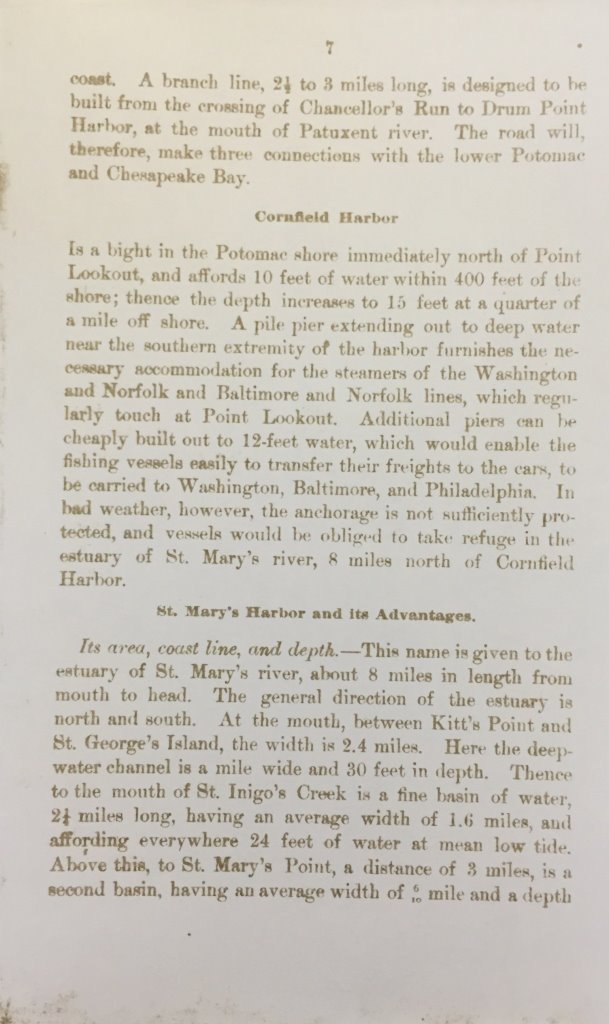 7
coast. A branch line, 2½ to 3 miles long, is designed to be
built from the crossing of Chancellor's Run to Drum Point
Harbor, at the mouth of Patuxent river. The road will,
therefore, make three connections with the lower Potomac
and Chesapeake Bay.
Cornfield Harbor
Is a bight in the Potomac shore immediately north of Point
Lookout, and affords 10 feet of water within 400 feet of the
shore; thence the depth increases to 15 feet at a quarter of
a mile off shore. A pile pier extending out to deep water
near the southern extremity of the harbor furnishes the ne-
cessary accommodation for the steamers of the Washington
and Norfolk and Baltimore and Norfolk lines, which regu-
larly touch at Point Lookout. Additional piers can be
cheaply built out to 12-feet water, which would enable the
fishing vessels easily to transfer their freights to the cars, to
be carried to Washington, Baltimore, and Philadelphia. In
bad weather, however, the anchorage is not sufficiently pro-
tected, and vessels would be obliged to take refuge in the
estuary of St. Mary's river, 8 miles north of Cornfield
Harbor.
St. Mary's Harbor and its Advantages.
Its area, coast line, and depth.—This name is given to the
estuary of St. Mary's river, about 8 miles in length from
mouth to head. The general direction of the estuary is
north and south. At the mouth, between Kitt's Point and
St. George's Island, the width is 2.4 miles. Here the deep-
water channel is a mile wide and 30 feet in depth. Thence
to the mouth of St. Inigo's Creek is a fine basin of water,
2¼ miles long, having an average width of 1.6 miles, and
affording everywhere 24 feet of water at mean low tide.
Above this, to St. Mary's Point, a distance of 3 miles, is a
second basin, having an average width of 6/10 mile and a depth